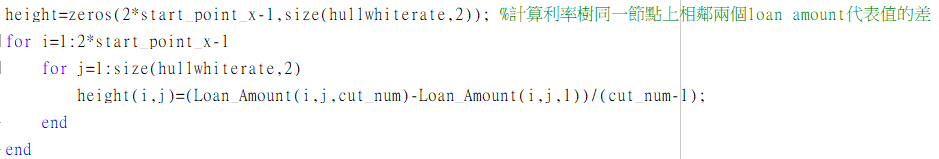 height=zeros(2*start_point_x-1,size(hullwhiterate,2)); %計算利率樹同一節點上相鄰兩個loan amount代表值的差
for i=1:2*start_point_x-1
for j=1:size(hullwhiterate,2)
height(i,j)=(Loan_Amount(i,j,cut_num)-Loan_Amount(i,j,1))/(cut_num-1);
end
end